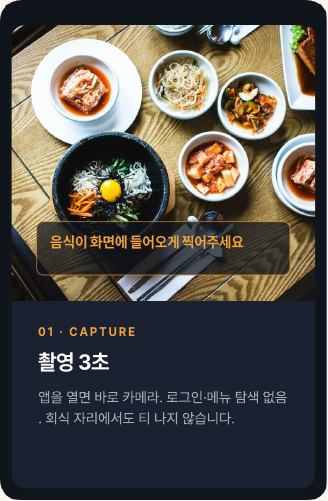 음식이 화면에 들어오게 찍어주세요
01 · CAPTURE
촬영 3초
앱을 열면 바로 카메라. 로그인·메뉴 탐색 없음
. 회식 자리에서도 티 나지 않습니다.